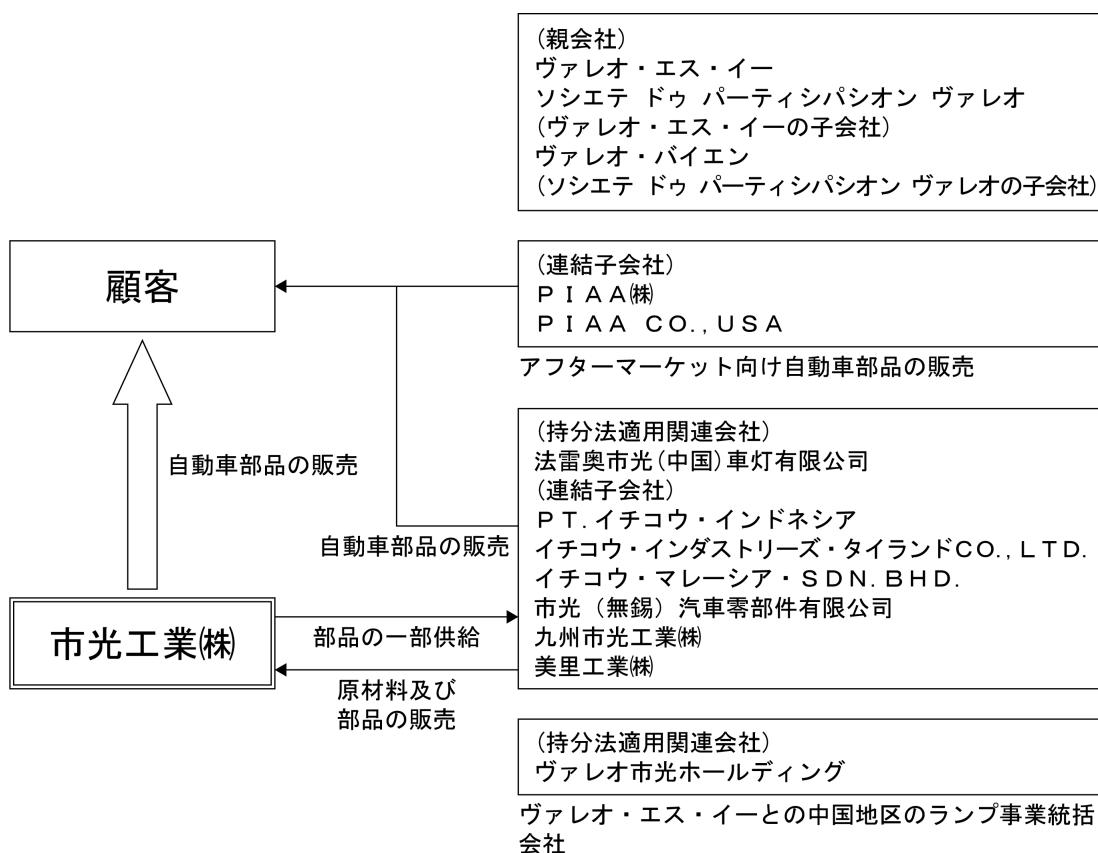 (親会社)
ヴァレオ・エス・イー
ソシエテ ドゥ パーティシパシオン ヴァレオ
(ヴァレオ・エス・イーの子会社)
ヴァレオ・バイエン
(ソシエテ ドゥ パーティシパシオン ヴァレオの子会社)
顧客
(連結子会社)
ＰＩＡＡ㈱
ＰＩＡＡ ＣＯ.,ＵＳＡ
アフターマーケット向け自動車部品の販売
自動車部品の販売
(持分法適用関連会社)
法雷奥市光(中国)車灯有限公司
(連結子会社)
ＰＴ.イチコウ・インドネシア
イチコウ・インダストリーズ・タイランドＣＯ.,ＬＴＤ.
イチコウ・マレーシア・ＳＤＮ.ＢＨＤ.
市光（無錫）汽車零部件有限公司
九州市光工業㈱
美里工業㈱
自動車部品の販売
市光工業㈱
部品の一部供給
原材料及び
部品の販売
(持分法適用関連会社)
ヴァレオ市光ホールディング
ヴァレオ・エス・イーとの中国地区のランプ事業統括
会社